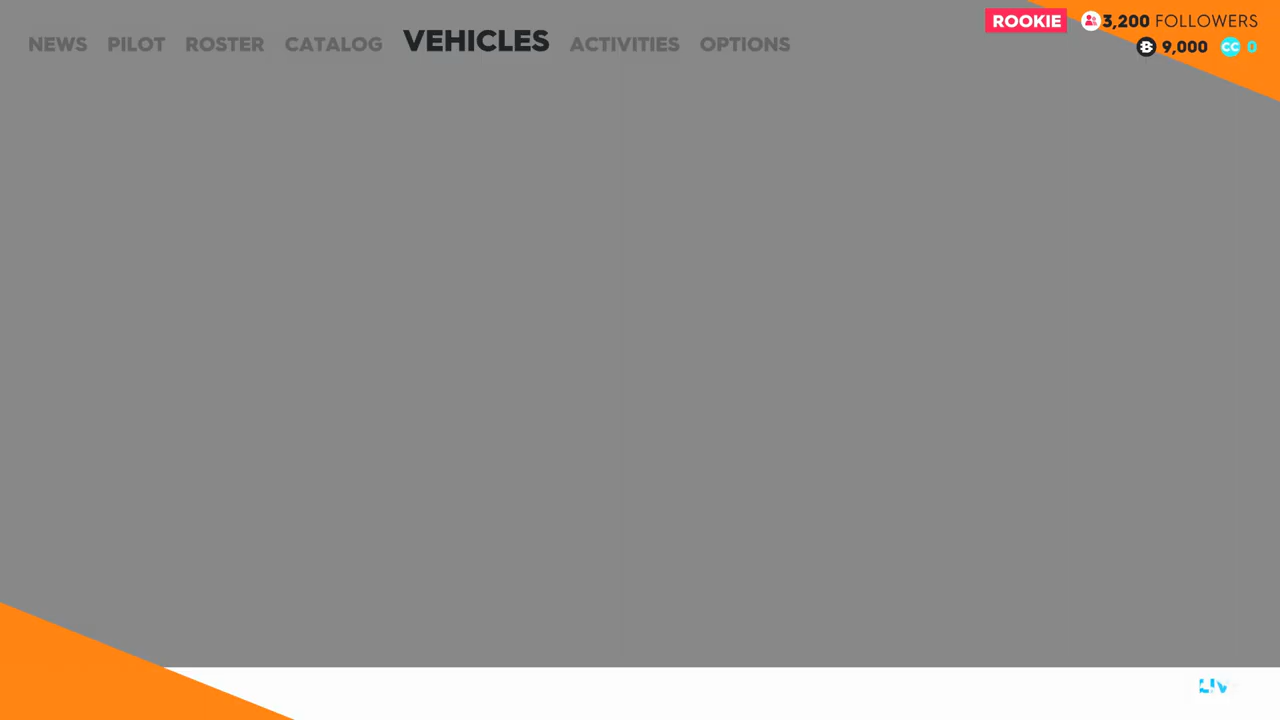 NEWS PILOT ROSTER CATALOG VEHICLES ACTIVITIES OPTIONS
ROOKIE 3,200 FOLLOWERS
9,000 CC 0